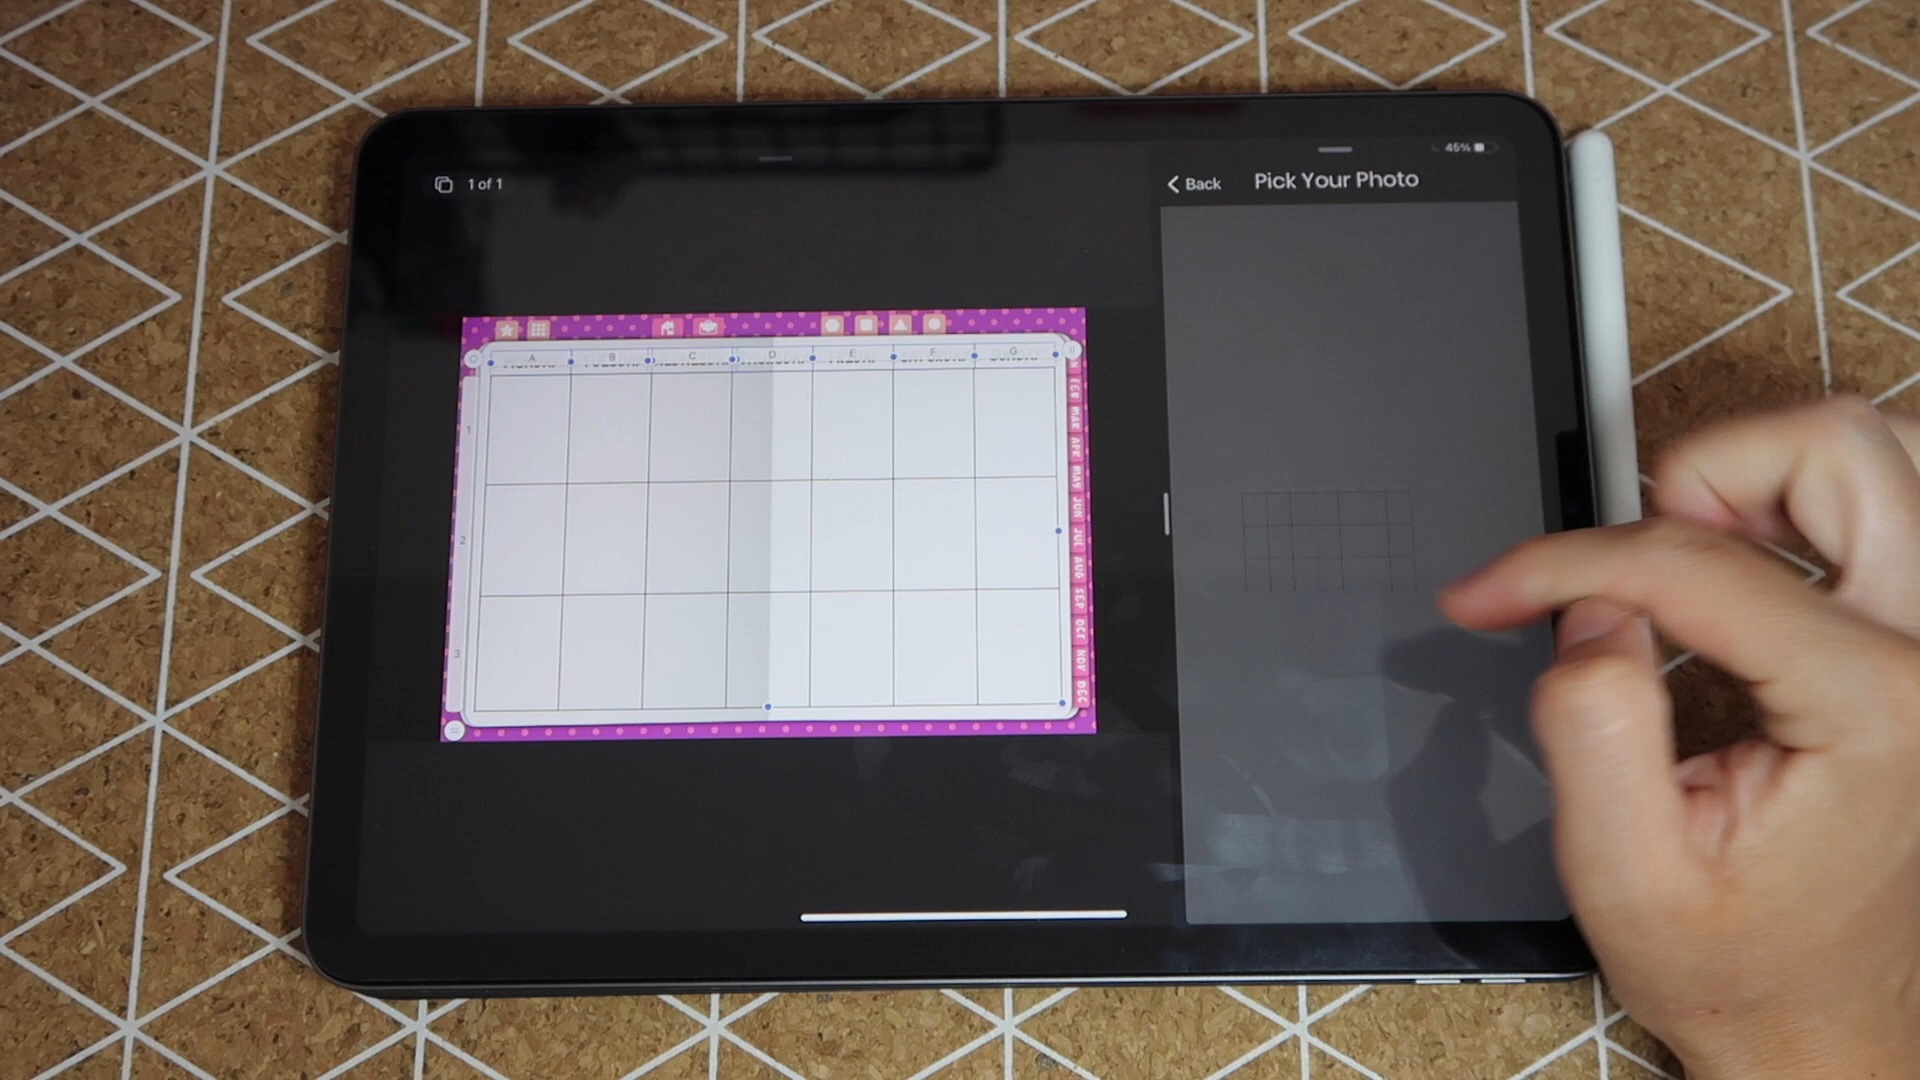 45%
1 of 1
Back
Pick Your Photo
A B C D E F G
1
2
3
FEB
MAR
APR
MAY
JUN
JUL
AUG
SEP
OCT
NOV
DEC